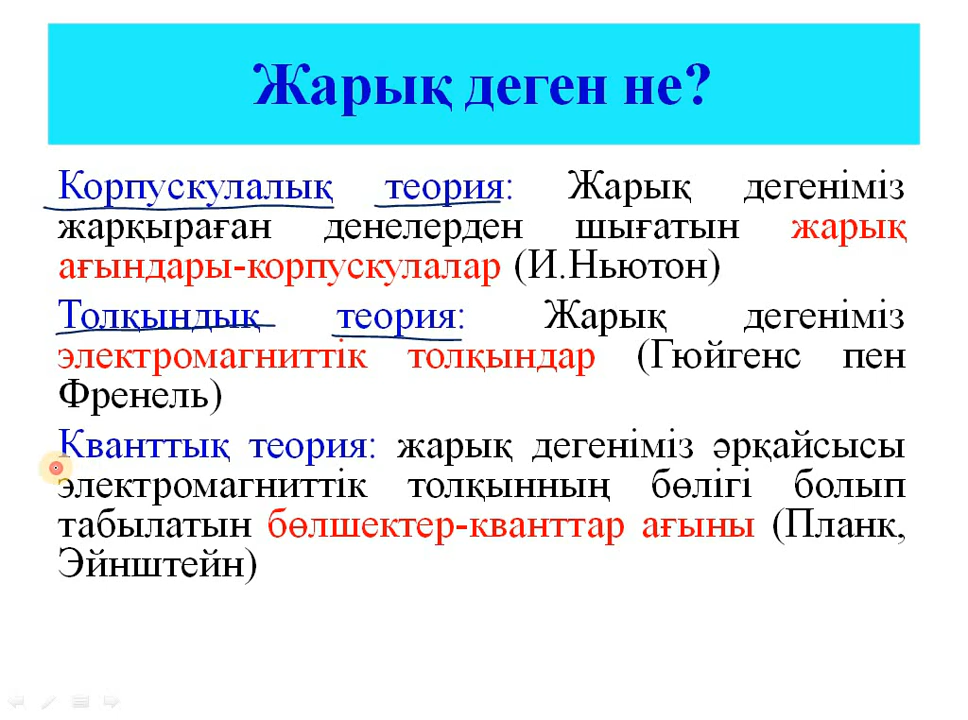 Жарық деген не?
Корпускулалық теория: Жарық дегеніміз
жарқыраған денелерден шығатын жарық
ағындары-корпускулалар (И.Ньютон)
Толқындық теория: Жарық дегеніміз
электромагниттік толқындар (Гюйгенс пен
Френель)
Кванттық теория: жарық дегеніміз әрқайсысы
электромагниттік толқынның бөлігі болып
табылатын бөлшектер-кванттар ағыны (Планк,
Эйнштейн)